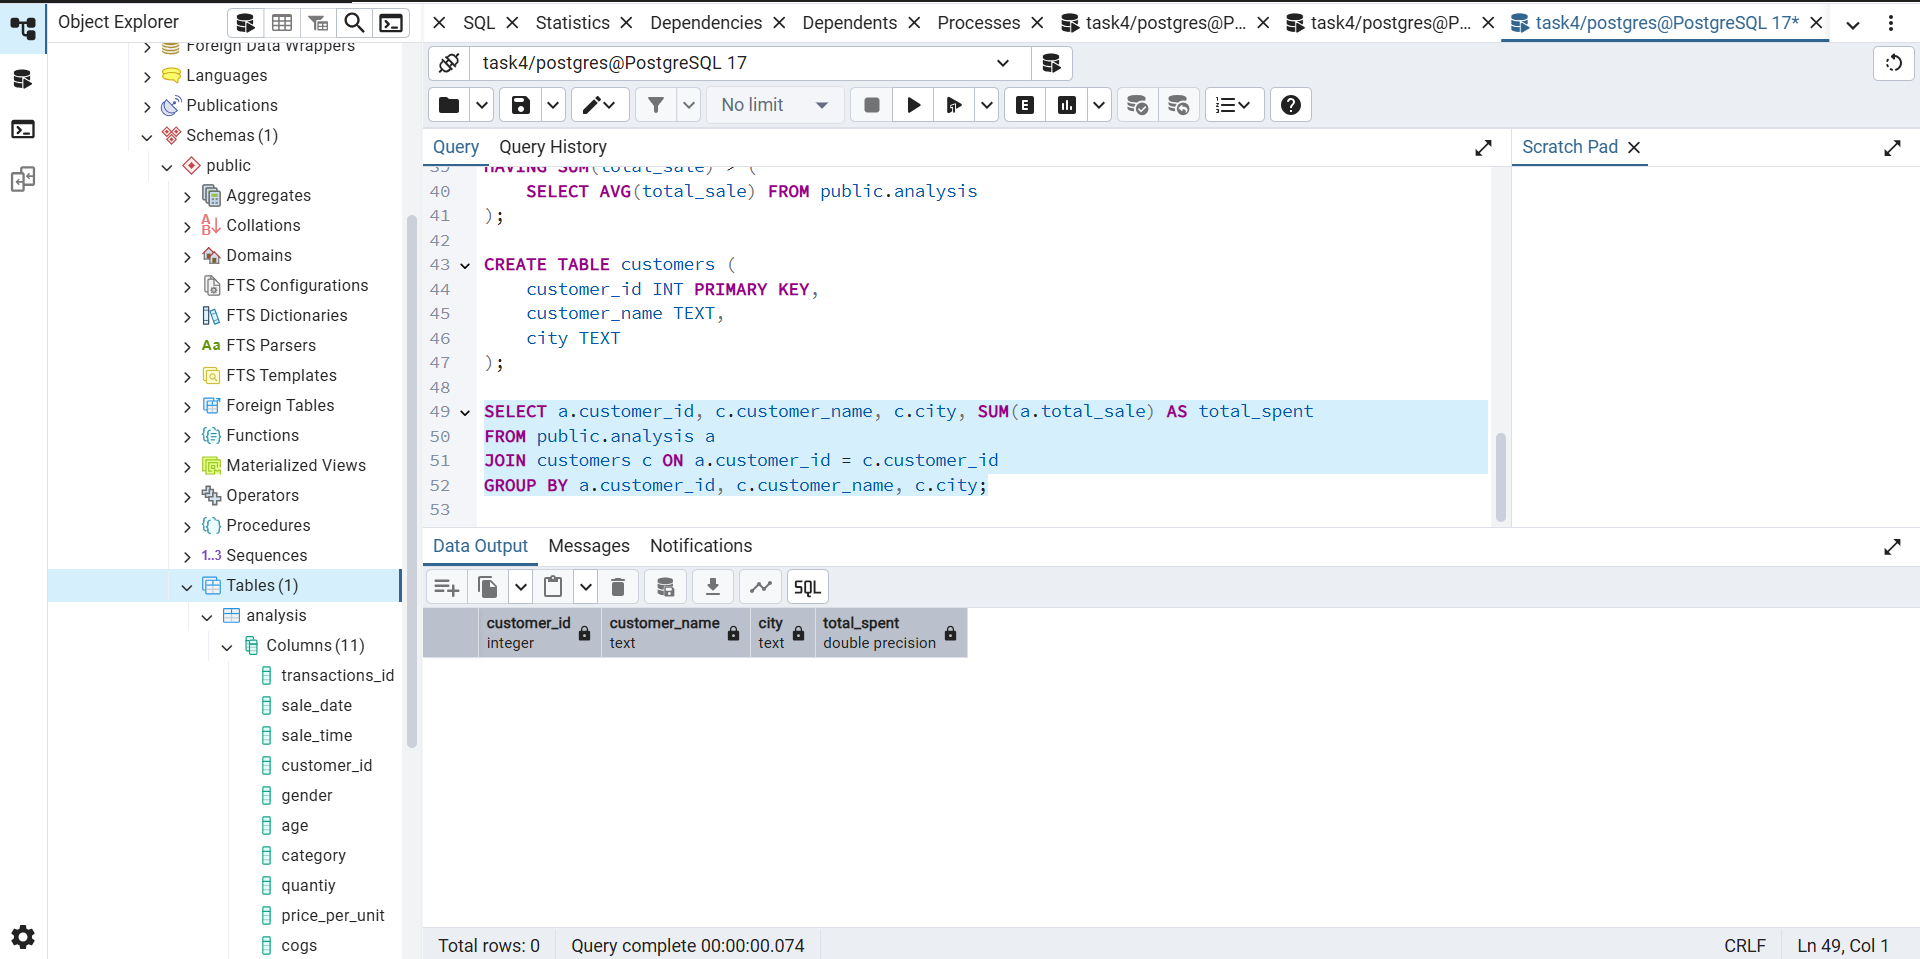 Object Explorer
SQL
Statistics
Dependencies
Dependents
Processes
task4/postgres@P...
task4/postgres@P...
task4/postgres@PostgreSQL 17*
Foreign Data Wrappers
Languages
Publications
Schemas (1)
public
Aggregates
Collations
Domains
FTS Configurations
FTS Dictionaries
Aa FTS Parsers
FTS Templates
Foreign Tables
Functions
Materialized Views
Operators
Procedures
1..3 Sequences
Tables (1)
analysis
Columns (11)
transactions_id
sale_date
sale_time
customer_id
gender
age
category
quantiy
price_per_unit
cogs
task4/postgres@PostgreSQL 17
No limit
E
Query
Query History
Scratch Pad
39 HAVING SUM(total_sale) > (
40 SELECT AVG(total_sale) FROM public.analysis
41 );
42
43 CREATE TABLE customers (
44 customer_id INT PRIMARY KEY,
45 customer_name TEXT,
46 city TEXT
47 );
48
49 SELECT a.customer_id, c.customer_name, c.city, SUM(a.total_sale) AS total_spent
50 FROM public.analysis a
51 JOIN customers c ON a.customer_id = c.customer_id
52 GROUP BY a.customer_id, c.customer_name, c.city;
53
Data Output
Messages
Notifications
SQL
customer_id
integer
customer_name
text
city
text
total_spent
double precision
Total rows: 0
Query complete 00:00:00.074
CRLF
Ln 49, Col 1